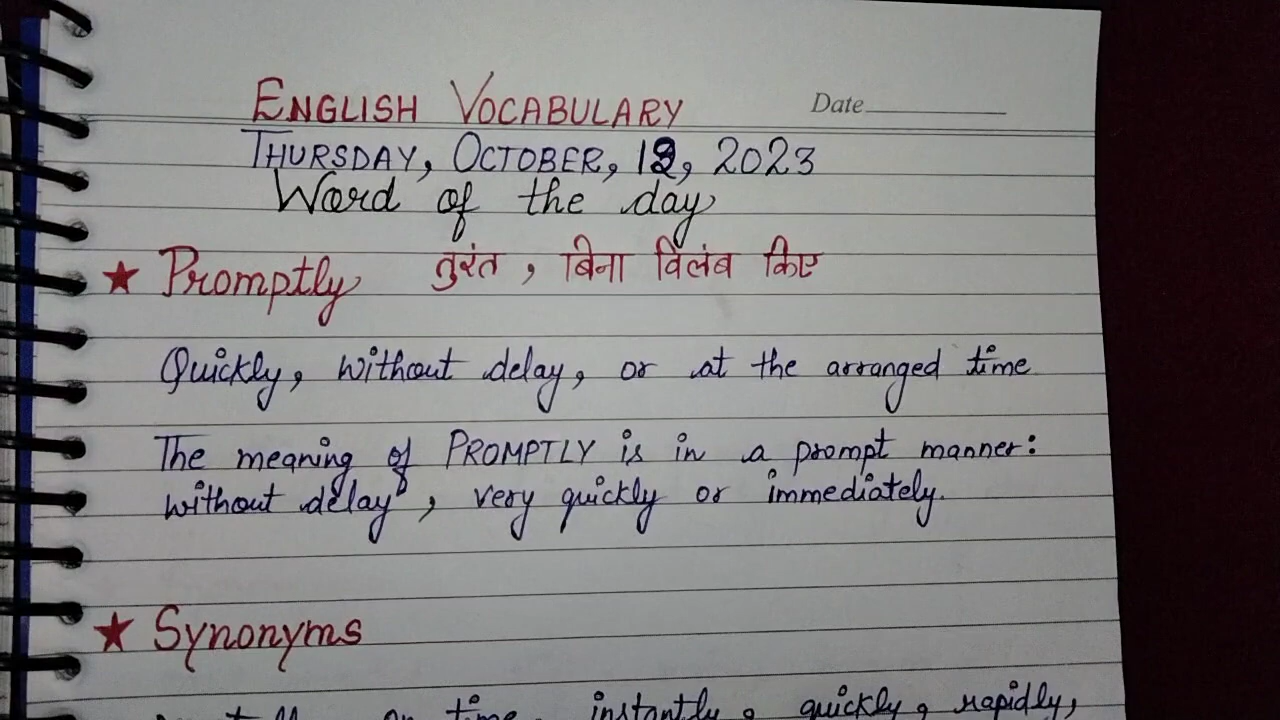 ENGLISH VOCABULARY
Date
THURSDAY, OCTOBER, 12, 2023
Word of the day
★ Promptly तुरंत , बिना विलंब किए
Quickly, without delay, or at the arranged time
The meaning of PROMPTLY is in a prompt manner:
without delay , very quickly or immediately.
★ Synonyms
on time, instantly, quickly, rapidly,